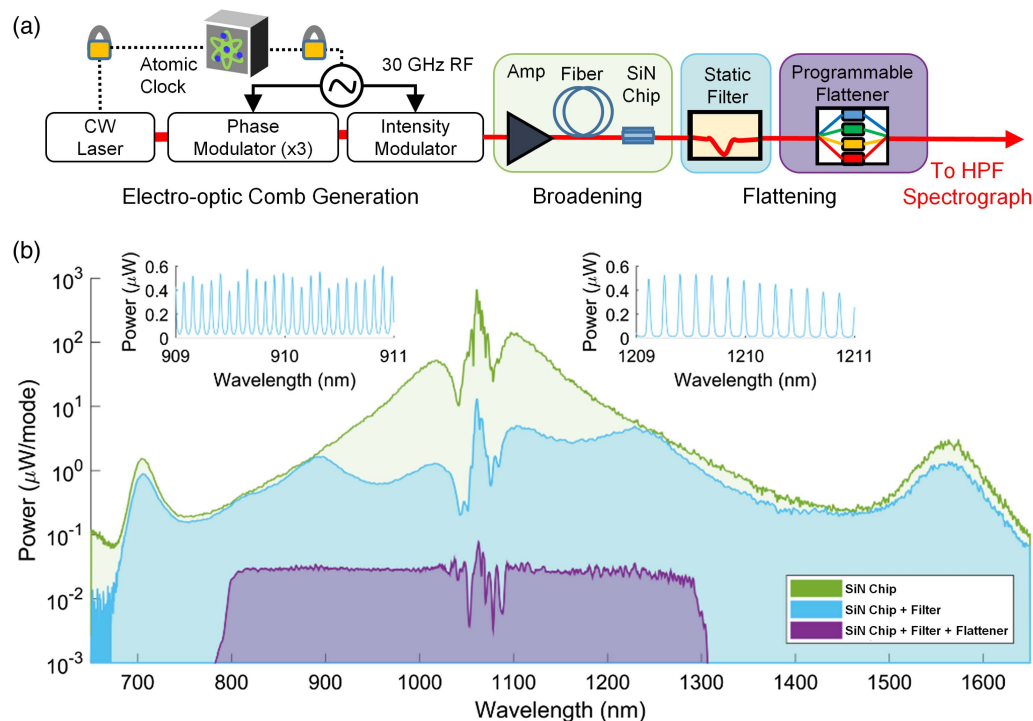 (a)
Atomic
Clock
30 GHz RF
CW
Laser
Phase
Modulator (x3)
Intensity
Modulator
Electro-optic Comb Generation
Amp
Fiber
SiN
Chip
Broadening
Static
Filter
Programmable
Flattener
Flattening
To HPF
Spectrograph
(b)
Power (μW/mode)
10³
10²
10¹
10⁰
10⁻¹
10⁻²
10⁻³
Power (μW)
0.6
0.4
0.2
0
909
910
911
Wavelength (nm)
Power (μW)
0.6
0.4
0.2
0
1209
1210
1211
Wavelength (nm)
SiN Chip
SiN Chip + Filter
SiN Chip + Filter + Flattener
700
800
900
1000
1100
1200
1300
1400
1500
1600
Wavelength (nm)